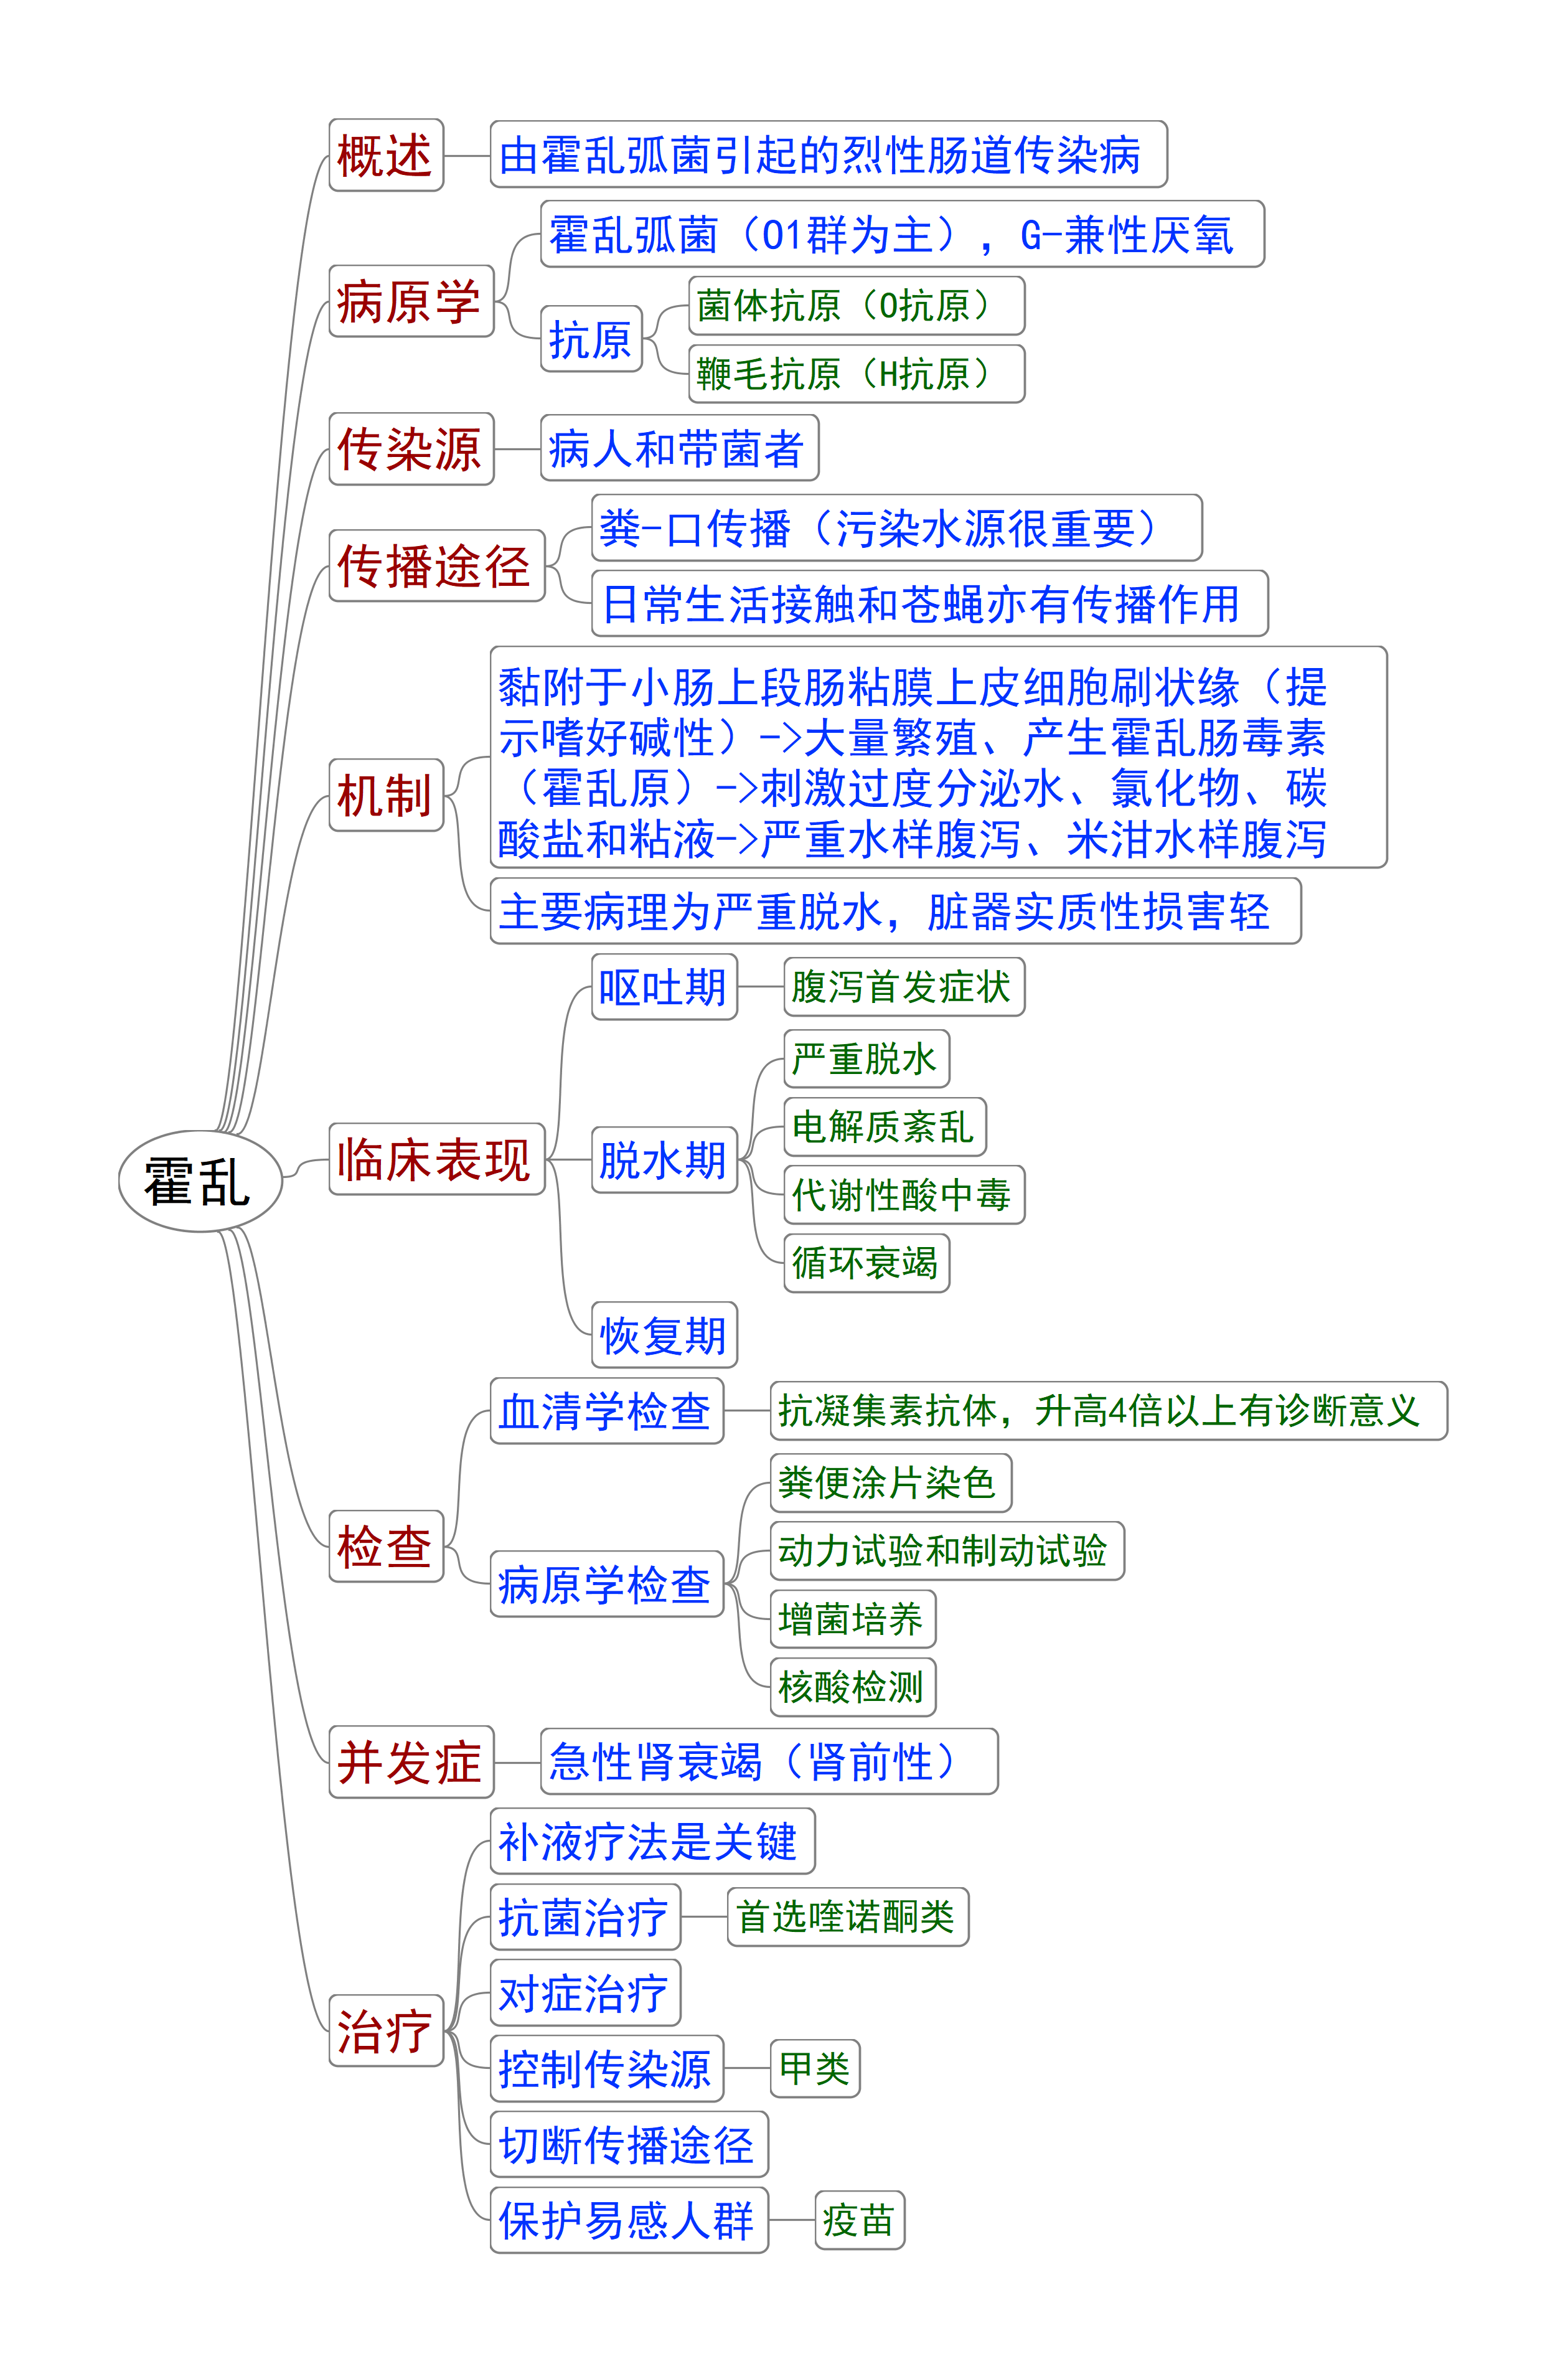 概述
由霍乱弧菌引起的烈性肠道传染病
病原学
霍乱弧菌（O1群为主），G-兼性厌氧
抗原
菌体抗原（O抗原）
鞭毛抗原（H抗原）
传染源
病人和带菌者
传播途径
粪-口传播（污染水源很重要）
日常生活接触和苍蝇亦有传播作用
机制
黏附于小肠上段肠粘膜上皮细胞刷状缘（提
示嗜好碱性）->大量繁殖、产生霍乱肠毒素
（霍乱原）->刺激过度分泌水、氯化物、碳
酸盐和粘液->严重水样腹泻、米泔水样腹泻
主要病理为严重脱水，脏器实质性损害轻
霍乱
临床表现
呕吐期
腹泻首发症状
脱水期
严重脱水
电解质紊乱
代谢性酸中毒
循环衰竭
恢复期
检查
血清学检查
抗凝集素抗体，升高4倍以上有诊断意义
病原学检查
粪便涂片染色
动力试验和制动试验
增菌培养
核酸检测
并发症
急性肾衰竭（肾前性）
治疗
补液疗法是关键
抗菌治疗
首选喹诺酮类
对症治疗
控制传染源
甲类
切断传播途径
保护易感人群
疫苗